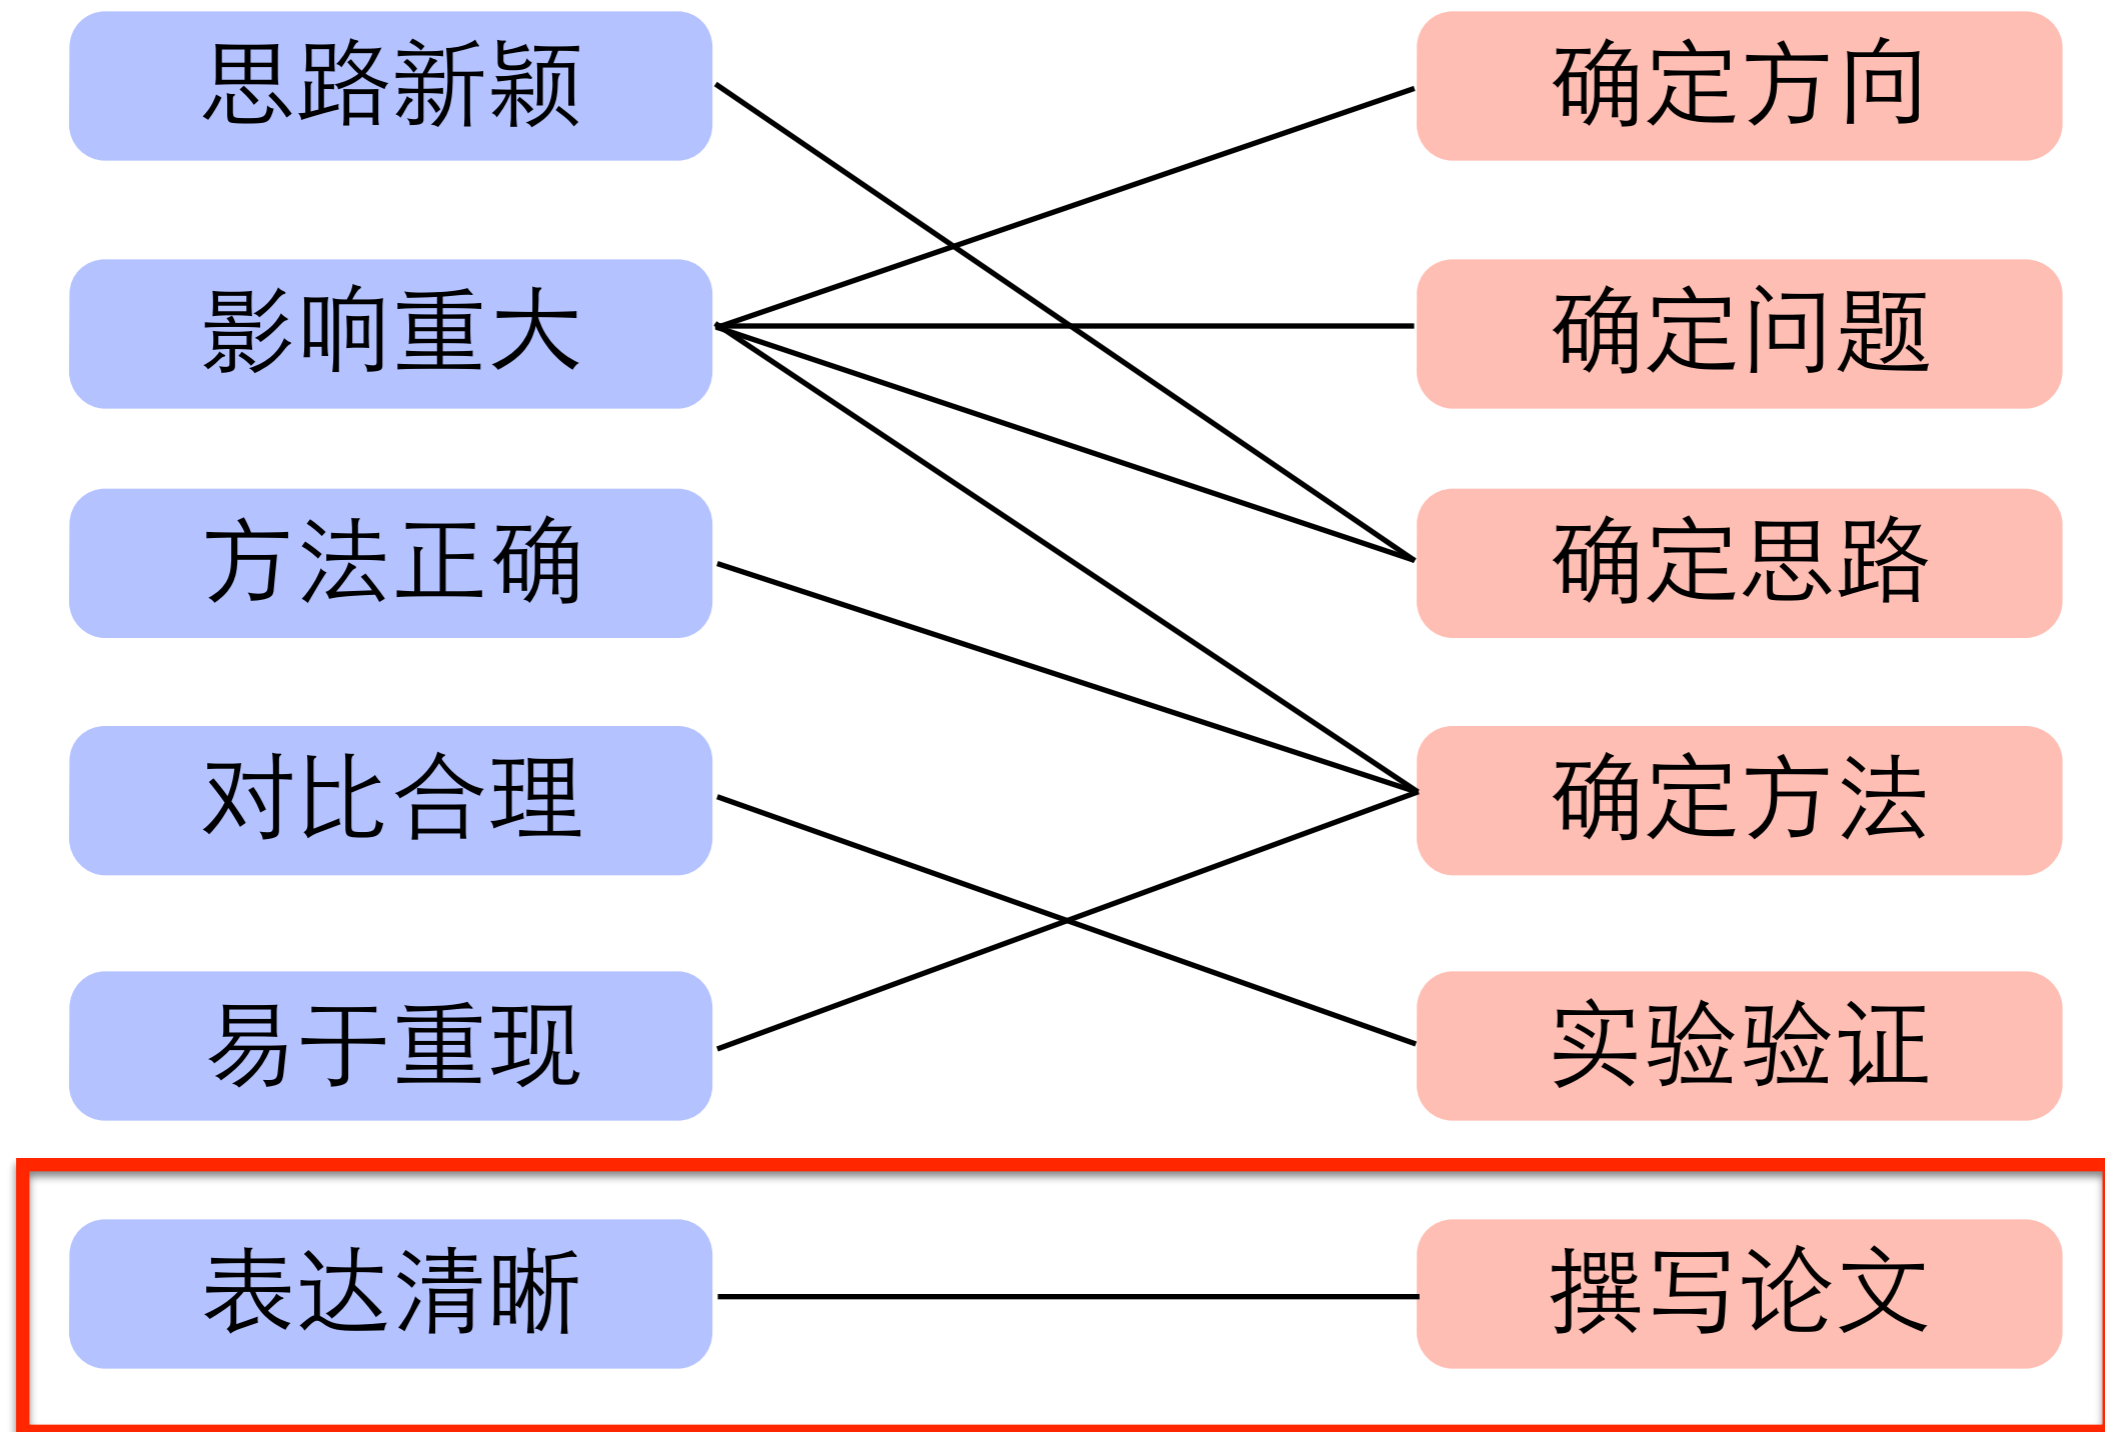 思路新颖
确定方向
影响重大
确定问题
方法正确
确定思路
对比合理
确定方法
易于重现
实验验证
表达清晰
撰写论文